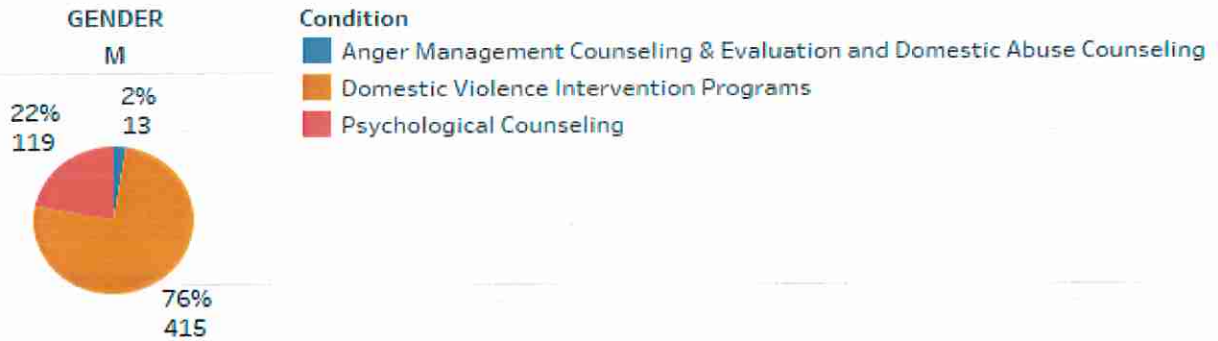 GENDER
M
2%
13
22%
119
76%
415
Condition
Anger Management Counseling & Evaluation and Domestic Abuse Counseling
Domestic Violence Intervention Programs
Psychological Counseling